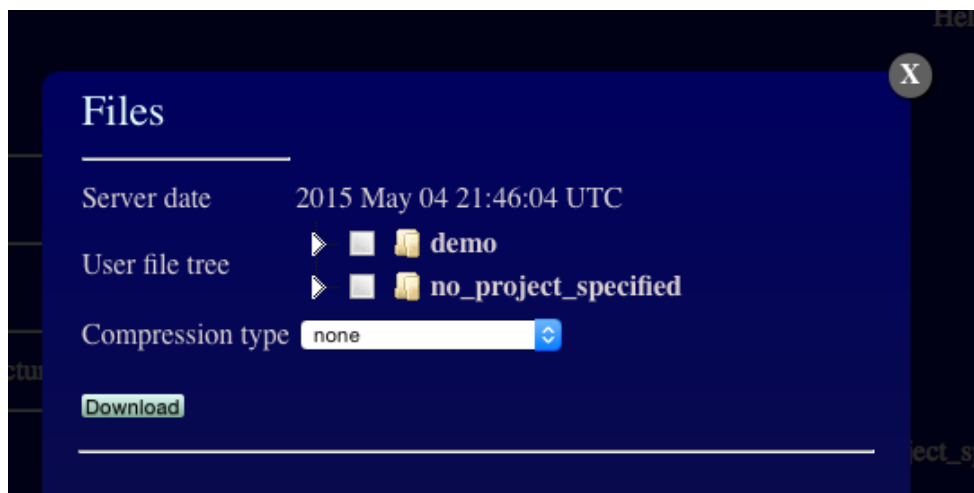 X
Files
Server date 2015 May 04 21:46:04 UTC
User file tree
demo
no_project_specified
Compression type none
Download